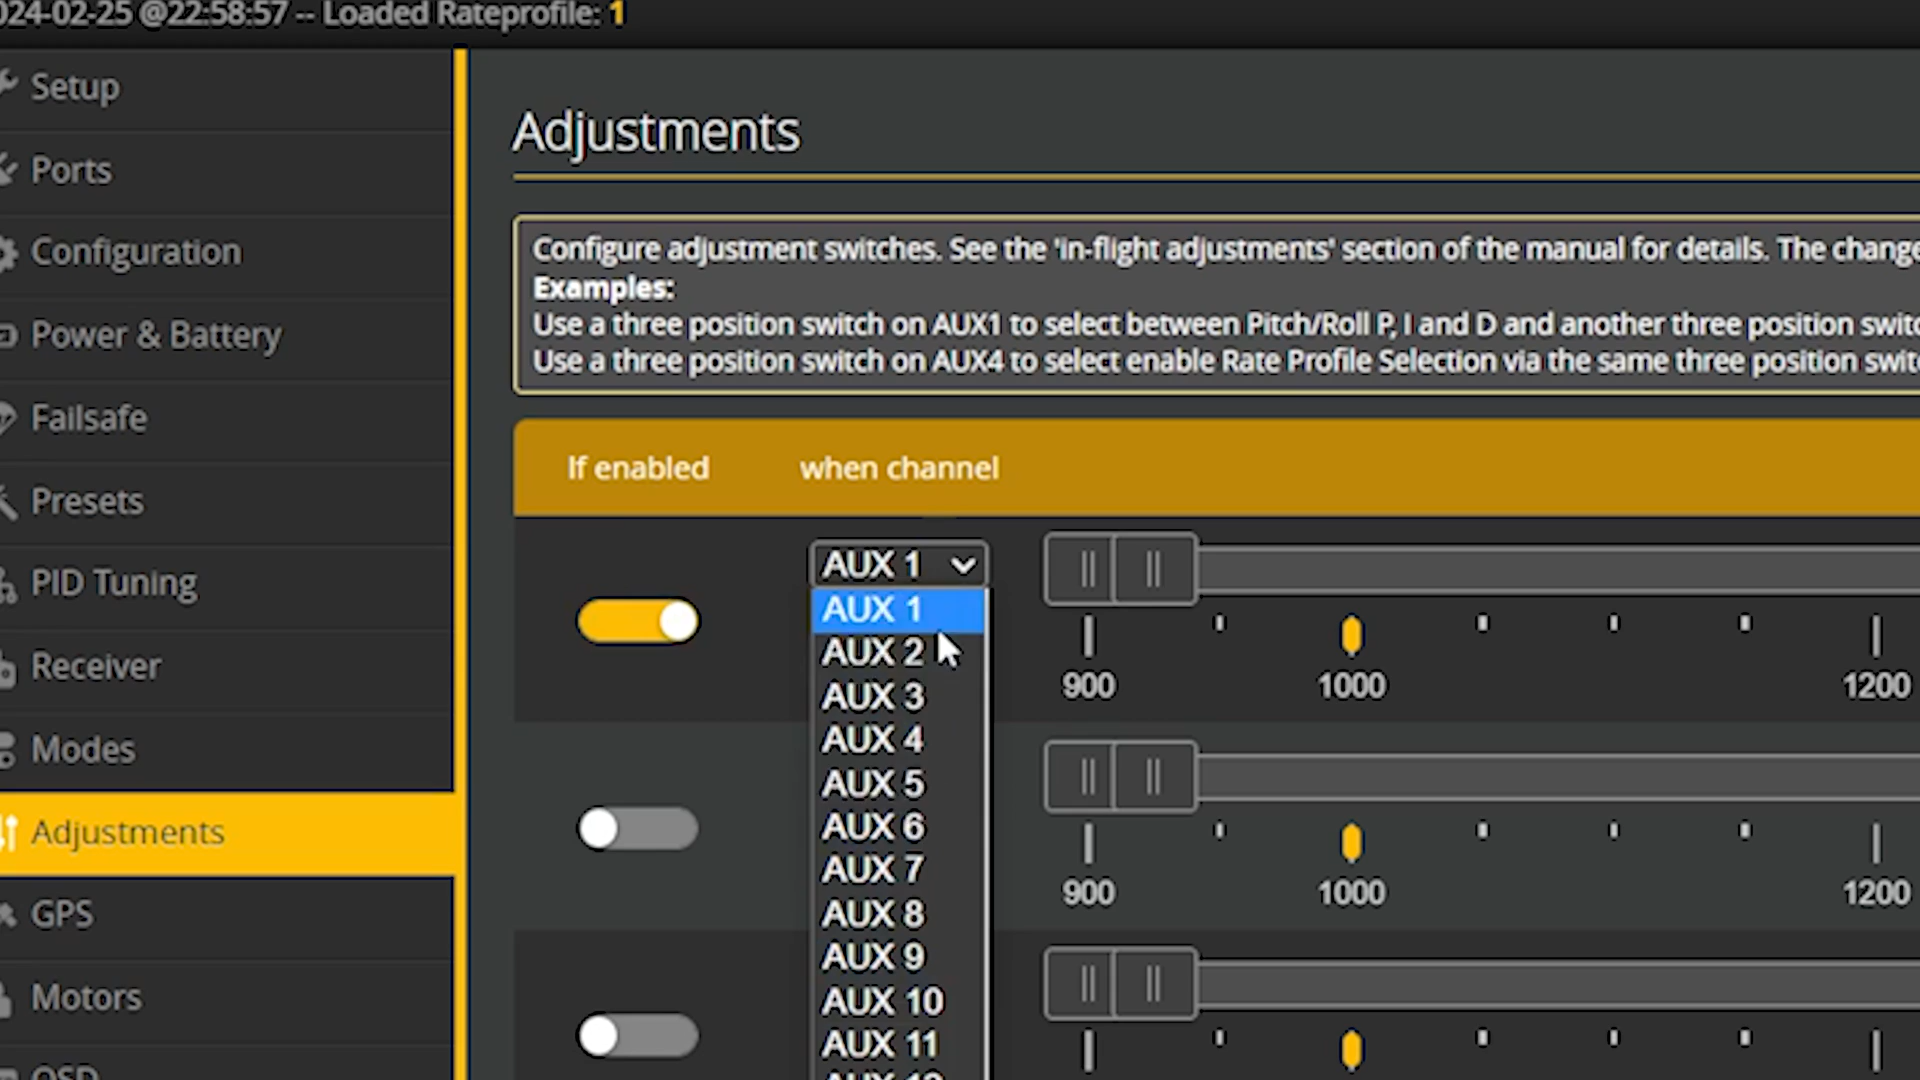 024-02-25 @22:58:57 -- Loaded Rateprofile: 1
Setup
Ports
Configuration
Power & Battery
Failsafe
Presets
PID Tuning
Receiver
Modes
Adjustments
GPS
Motors
OSD
Adjustments
Configure adjustment switches. See the 'in-flight adjustments' section of the manual for details. The change
Examples:
Use a three position switch on AUX1 to select between Pitch/Roll P, I and D and another three position switc
Use a three position switch on AUX4 to select enable Rate Profile Selection via the same three position switc
If enabled when channel
AUX 1
AUX 1
AUX 2
AUX 3
AUX 4
AUX 5
AUX 6
AUX 7
AUX 8
AUX 9
AUX 10
AUX 11
900 1000 1200
900 1000 1200